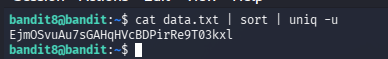 bandit8@bandit:~$ cat data.txt | sort | uniq -u
EjmOSvuAu7sGAHqHVcBDPirRe9T03kxl
bandit8@bandit:~$